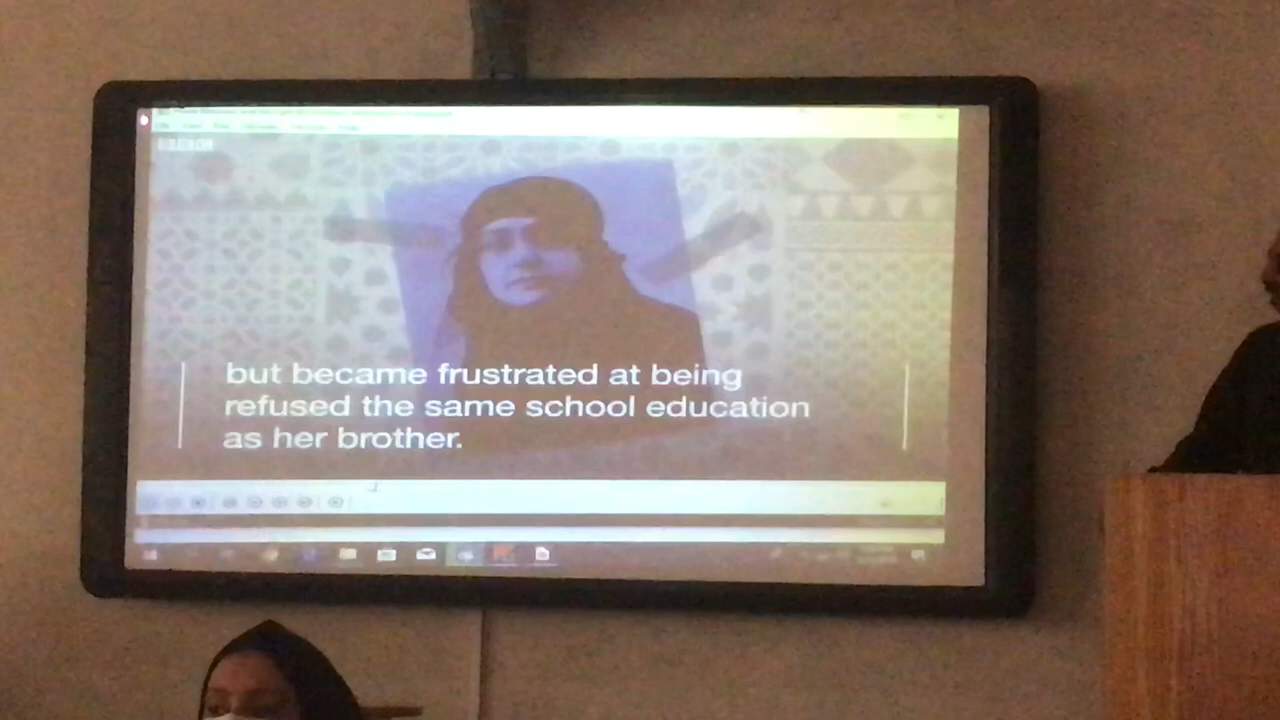 but became frustrated at being
refused the same school education
as her brother.